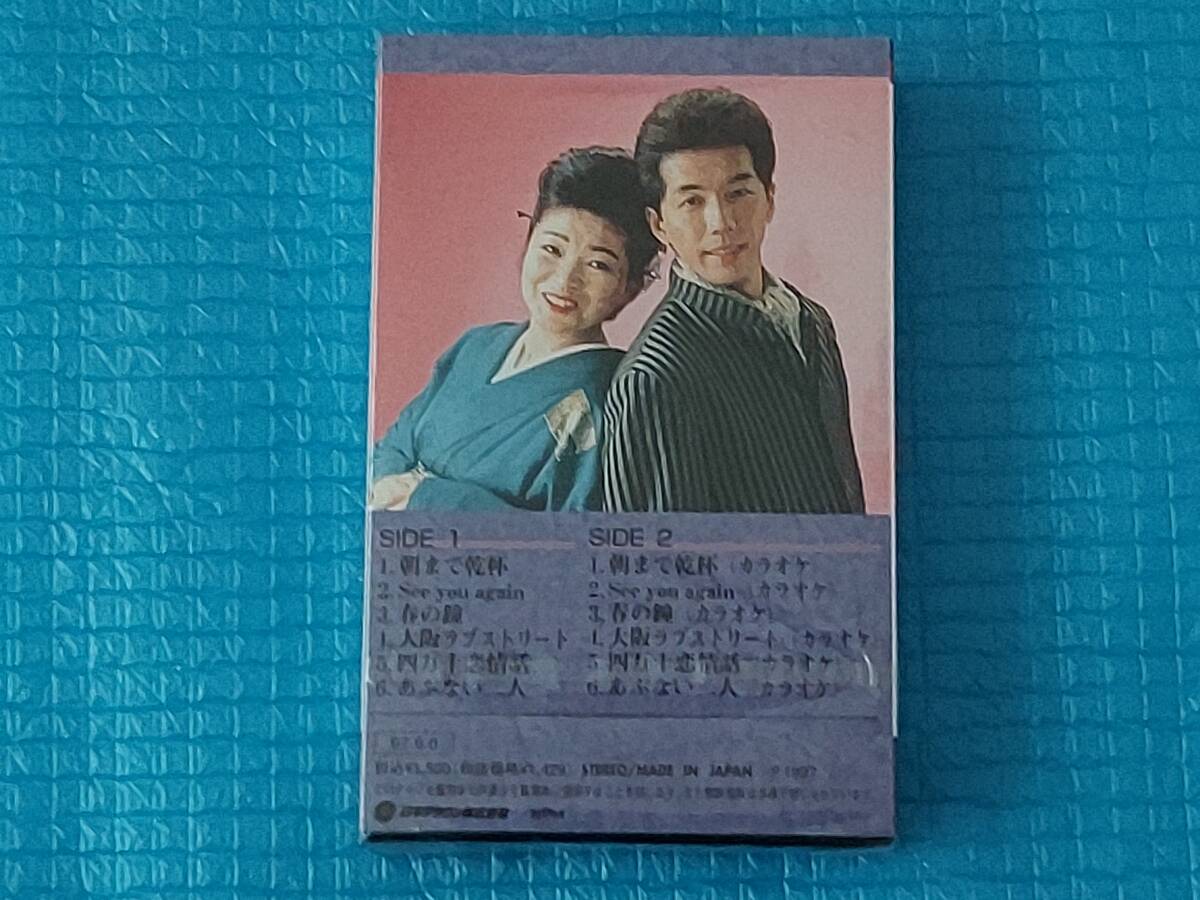 SIDE 1
1. 朝まで乾杯
2. See you again
3. 春の鐘
4. 大阪ラブストリート
5. 四万十恋情話
6. あぶない二人
SIDE 2
1. 朝まで乾杯（カラオケ）
2. See you again（カラオケ）
3. 春の鐘（カラオケ）
4. 大阪ラブストリート（カラオケ）
5. 四万十恋情話（カラオケ）
6. あぶない二人（カラオケ）
STEREO/MADE IN JAPAN